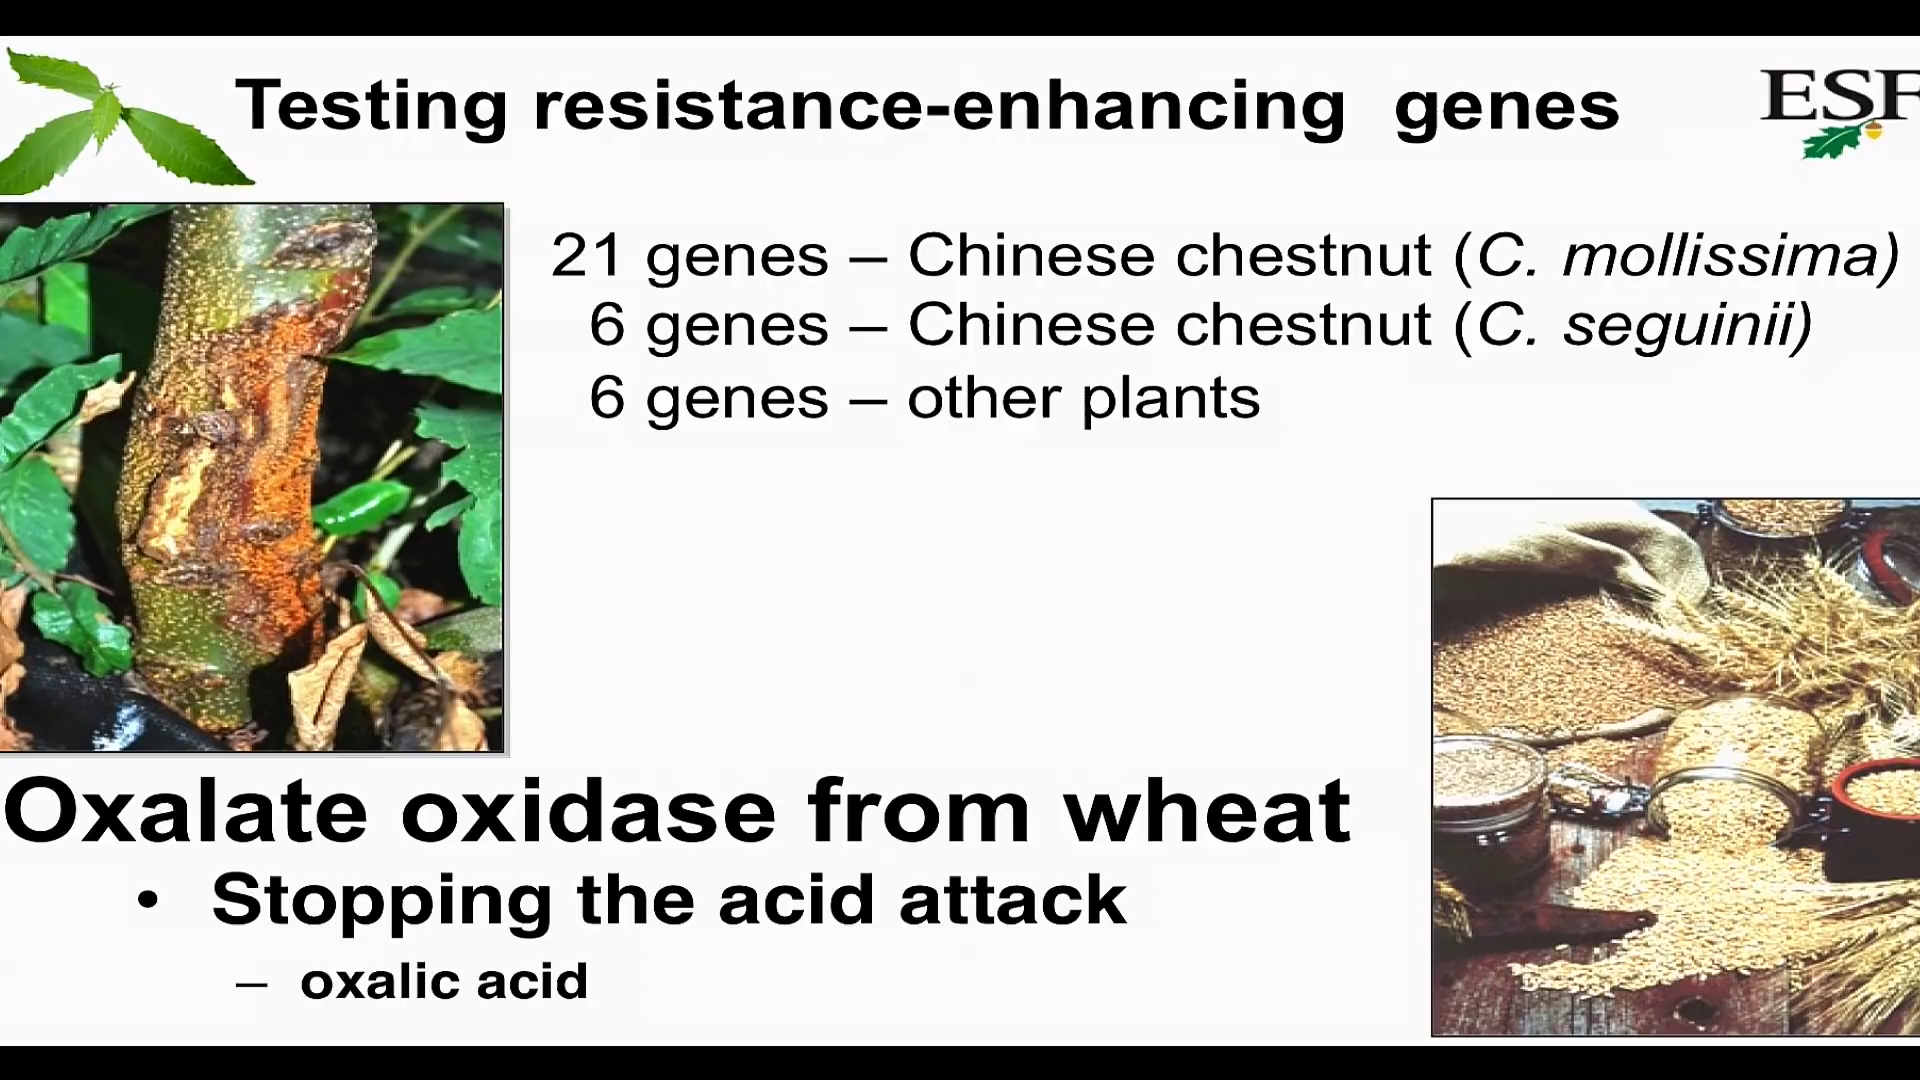 Testing resistance-enhancing genes
ESF
21 genes – Chinese chestnut (C. mollissima)
6 genes – Chinese chestnut (C. seguinii)
6 genes – other plants
Oxalate oxidase from wheat
• Stopping the acid attack
– oxalic acid